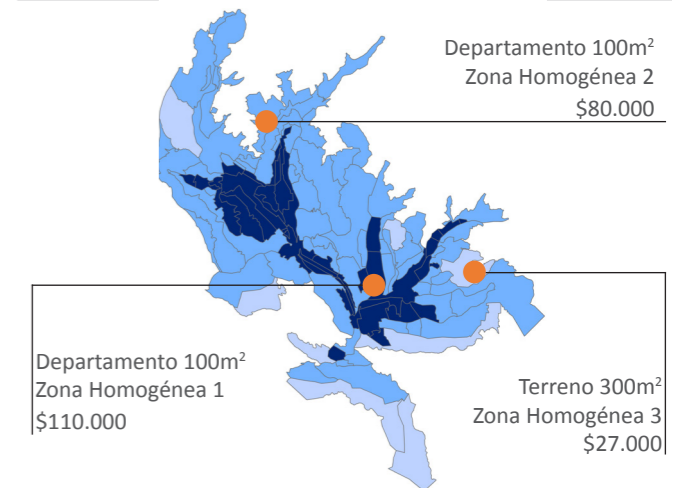 Departamento 100m²
Zona Homogénea 2
$80.000
Departamento 100m²
Zona Homogénea 1
$110.000
Terreno 300m²
Zona Homogénea 3
$27.000